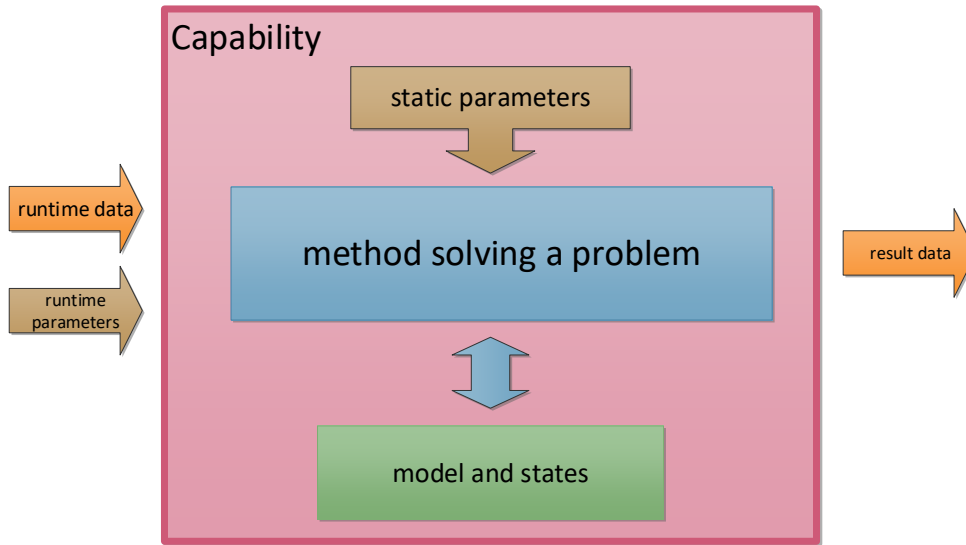 Capability
static parameters
runtime data
method solving a problem
result data
runtime
parameters
model and states